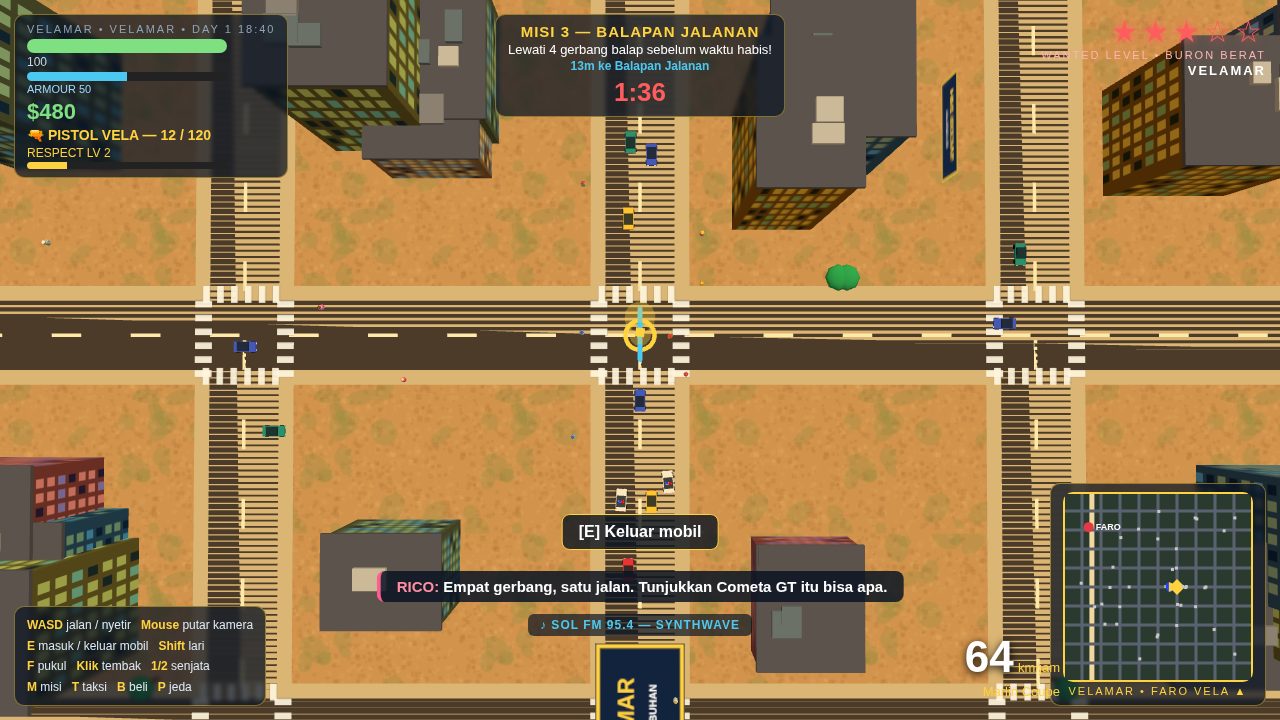 VELAMAR • VELAMAR • DAY 1 18:40
100
ARMOUR 50
$480
PISTOL VELA — 12 / 120
RESPECT LV 2
MISI 3 — BALAPAN JALANAN
Lewati 4 gerbang balap sebelum waktu habis!
13m ke Balapan Jalanan
1:36
★★★☆☆
WANTED LEVEL • BURON BERAT
VELAMAR
[E] Keluar mobil
RICO: Empat gerbang, satu jalan. Tunjukkan Cometa GT itu bisa apa.
♪ SOL FM 95.4 — SYNTHWAVE
WASD jalan / nyetir Mouse putar kamera
E masuk / keluar mobil Shift lari
F pukul Klik tembak 1/2 senjata
M misi T taksi B beli P jeda
MAR
BUHAN
FARO
64
VELAMAR • FARO VELA ▲